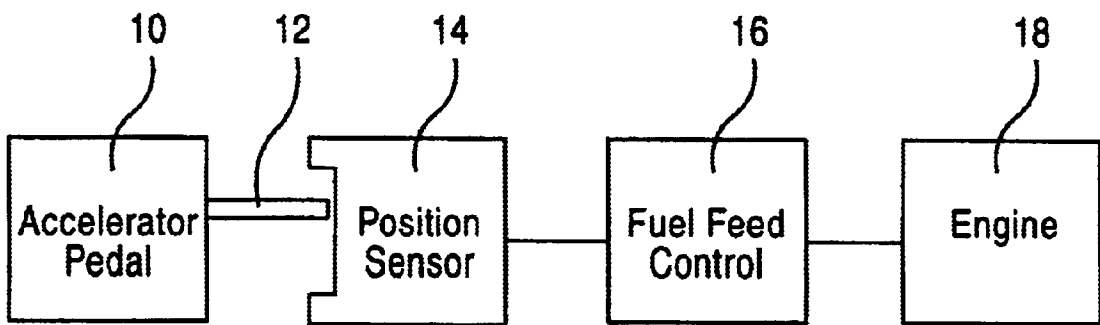 10
12
14
16
18
Accelerator
Pedal
Position
Sensor
Fuel Feed
Control
Engine